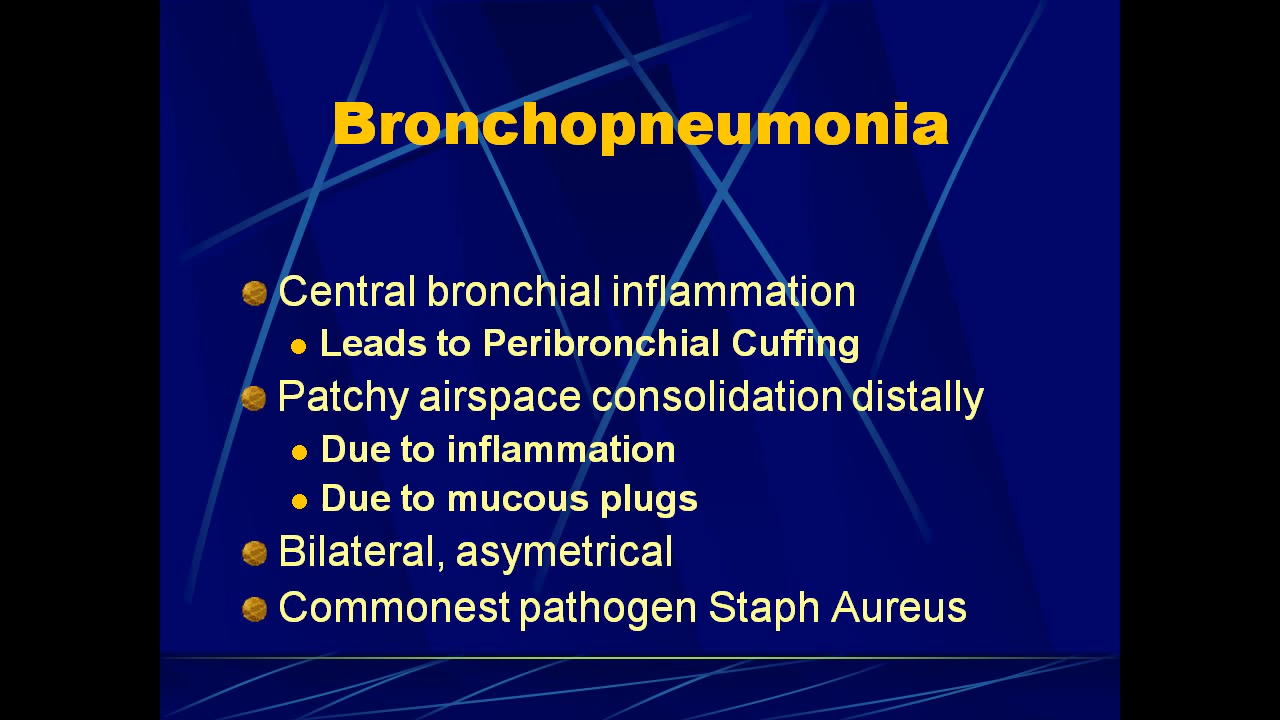 Bronchopneumonia
Central bronchial inflammation
Leads to Peribronchial Cuffing
Patchy airspace consolidation distally
Due to inflammation
Due to mucous plugs
Bilateral, asymetrical
Commonest pathogen Staph Aureus